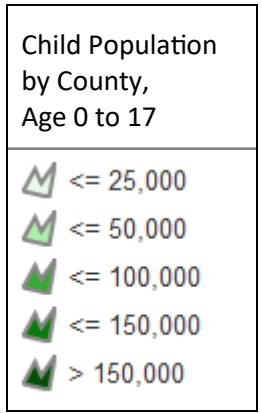 Child Population
by County,
Age 0 to 17
<= 25,000
<= 50,000
<= 100,000
<= 150,000
> 150,000